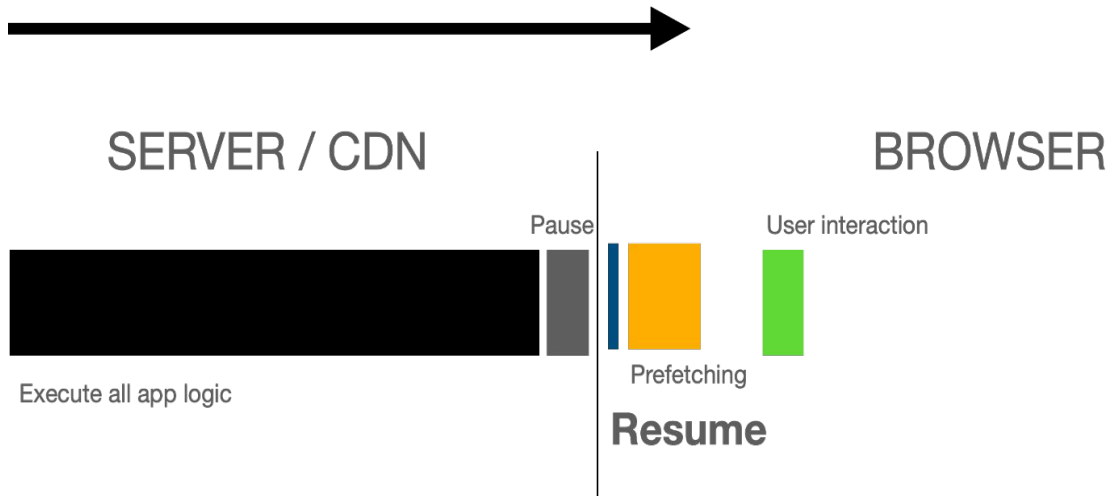 SERVER / CDN
BROWSER
Pause
User interaction
Execute all app logic
Prefetching
Resume